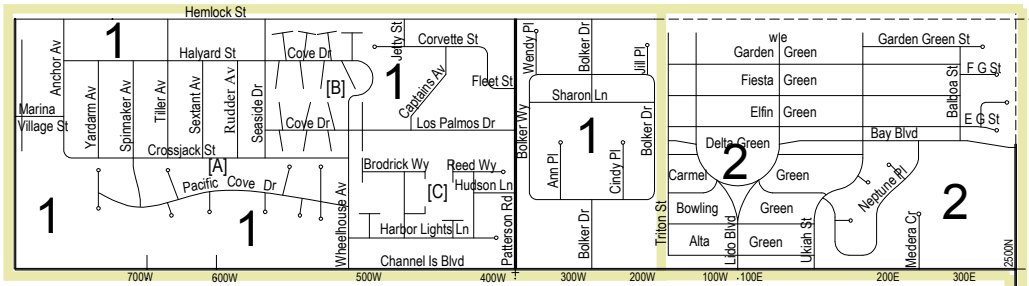 Hemlock St
Anchor Av
1
Halyard St
Cove Dr
Jetty St
Corvette St
Wendy Pl
Bolker Dr
Jill Pl
w/e
Garden Green
Garden Green St
F G St
Fiesta Green
Balboa St
Yardarm Av
Spinnaker Av
Tiller Av
Sextant Av
Rudder Av
Seaside Dr
[B]
1
Captains Av
Fleet St
Sharon Ln
Marina
Village St
Cove Dr
Los Palmos Dr
Bolker Wy
1
Bolker Dr
Elfin Green
E G St
Bay Blvd
Delta Green
Crossjack St
[A]
Pacific Cove Dr
Brodrick Wy
Reed Wy
[C]
Hudson Ln
Ann Pl
Cindy Pl
2
Carmel Green
Neptune Pl
1
1
Wheelhouse Av
Harbor Lights Ln
Patterson Rd
Bolker Dr
Triton St
Bowling Green
2
Alta Green
Lido Blvd
Ukiah St
Medera Cr
2500N
Channel Is Blvd
700W
600W
500W
400W
300W
200W
100W
100E
200E
300E